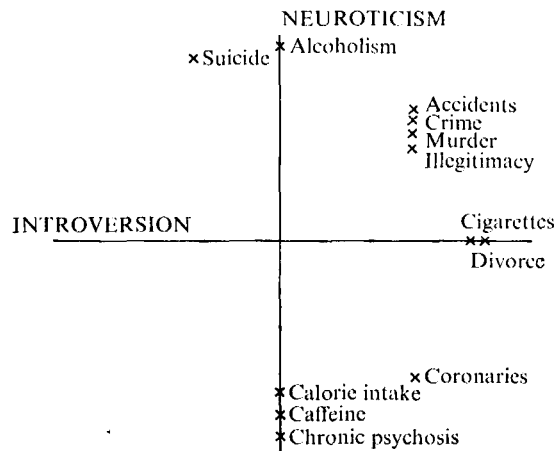 NEUROTICISM
Alcoholism
Suicide
Accidents
Crime
Murder
Illegitimacy
INTROVERSION
Cigarettes
Divorce
Coronaries
Calorie intake
Caffeine
Chronic psychosis